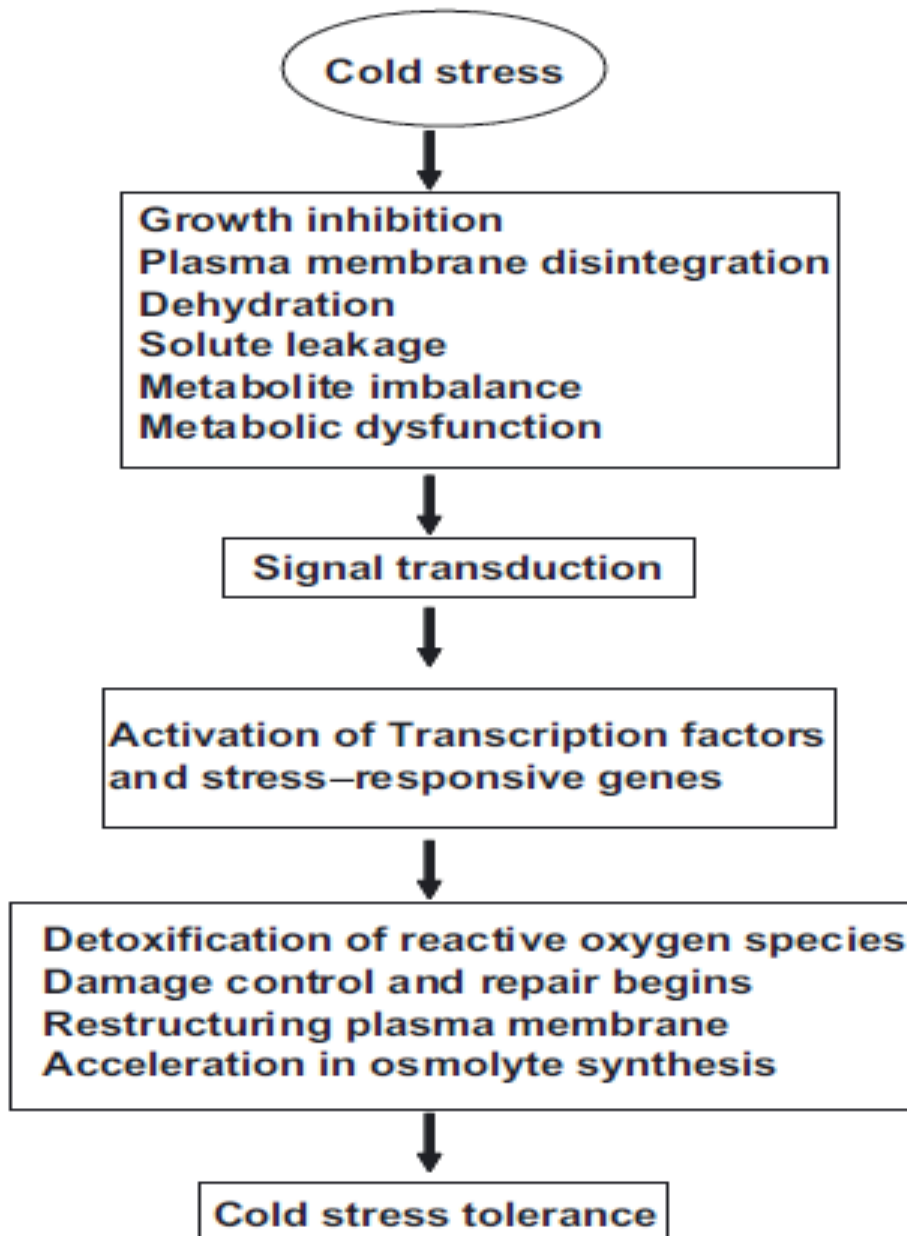 Cold stress
Growth inhibition
Plasma membrane disintegration
Dehydration
Solute leakage
Metabolite imbalance
Metabolic dysfunction
Signal transduction
Activation of Transcription factors
and stress–responsive genes
Detoxification of reactive oxygen species
Damage control and repair begins
Restructuring plasma membrane
Acceleration in osmolyte synthesis
Cold stress tolerance